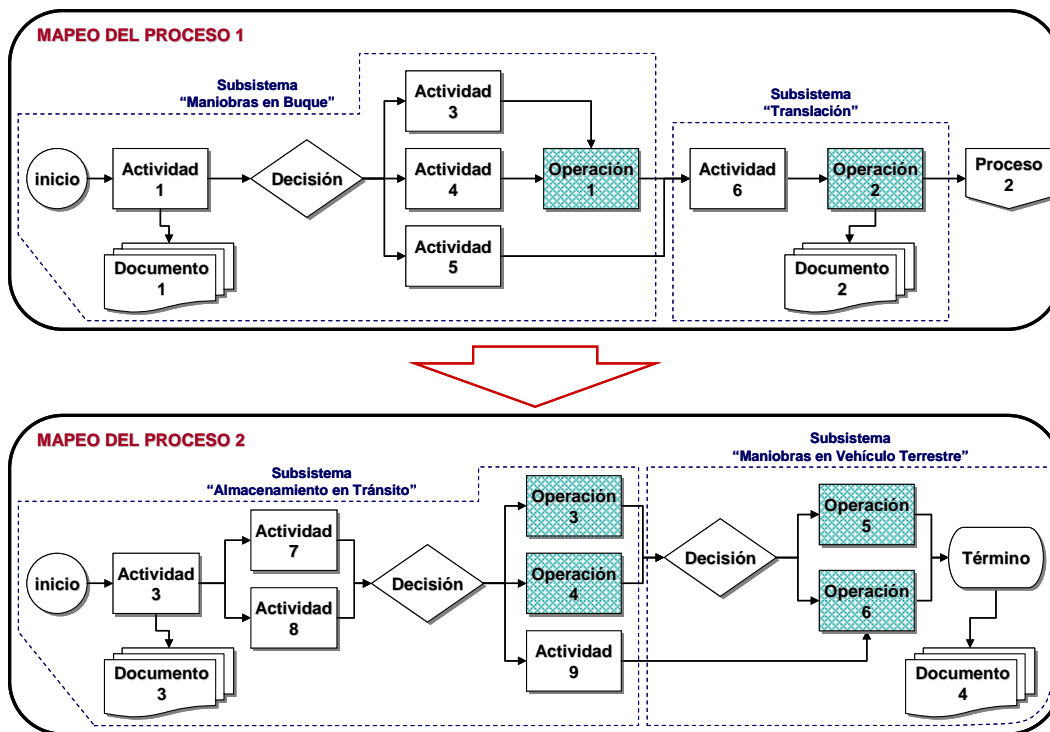 MAPEO DEL PROCESO 1
Subsistema
“Maniobras en Buque”
Subsistema
“Translación”
inicio
Actividad
1
Documento
1
Decisión
Actividad
3
Actividad
4
Actividad
5
Operación
1
Actividad
6
Operación
2
Documento
2
Proceso
2
MAPEO DEL PROCESO 2
Subsistema
“Almacenamiento en Tránsito”
Subsistema
“Maniobras en Vehículo Terrestre”
inicio
Actividad
3
Documento
3
Actividad
7
Actividad
8
Decisión
Operación
3
Operación
4
Actividad
9
Decisión
Operación
5
Operación
6
Término
Documento
4